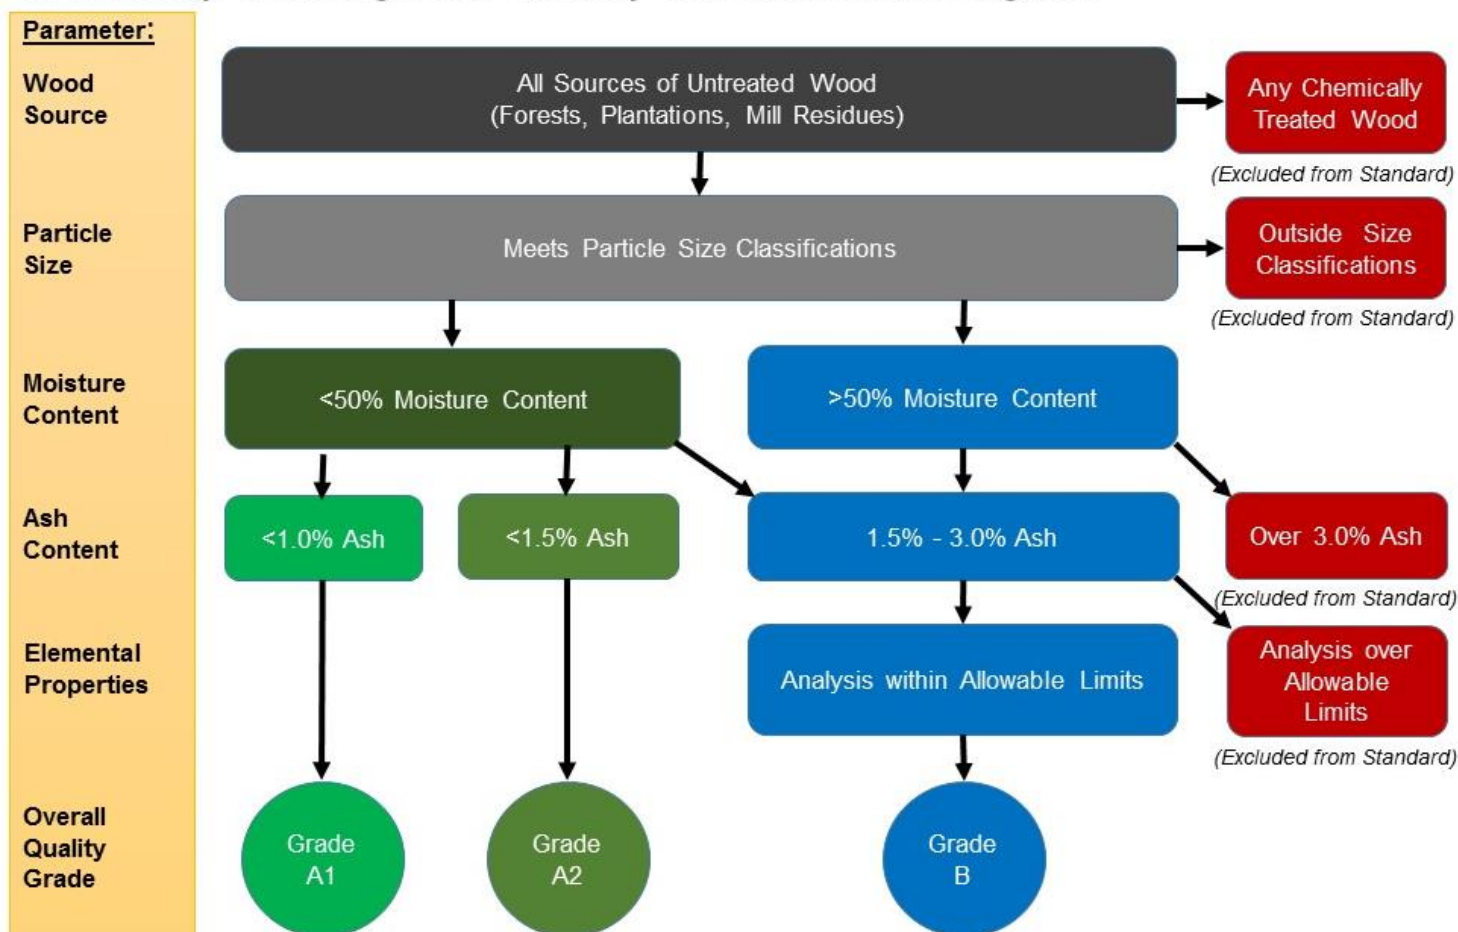 Parameter:
Wood
Source
All Sources of Untreated Wood
(Forests, Plantations, Mill Residues)
Any Chemically
Treated Wood
(Excluded from Standard)
Particle
Size
Meets Particle Size Classifications
Outside Size
Classifications
(Excluded from Standard)
Moisture
Content
<50% Moisture Content
>50% Moisture Content
Ash
Content
<1.0% Ash
<1.5% Ash
1.5% - 3.0% Ash
Over 3.0% Ash
(Excluded from Standard)
Elemental
Properties
Analysis within Allowable Limits
Analysis over
Allowable
Limits
(Excluded from Standard)
Overall
Quality
Grade
Grade
A1
Grade
A2
Grade
B